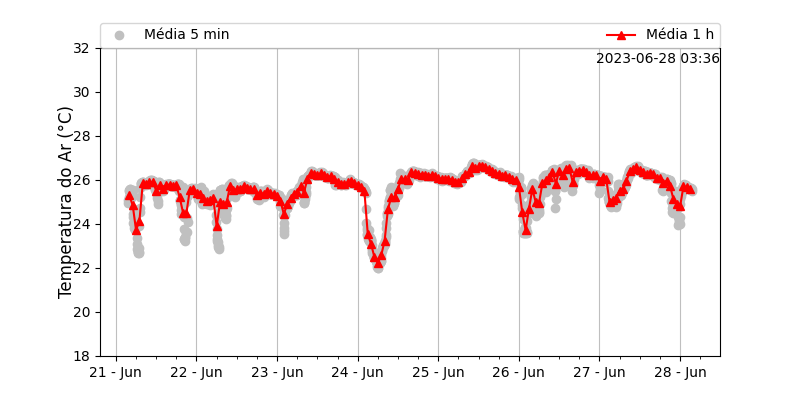 Média 5 min
Média 1 h
2023-06-28 03:36
Temperatura do Ar (°C)
32
30
28
26
24
22
20
18
21 - Jun
22 - Jun
23 - Jun
24 - Jun
25 - Jun
26 - Jun
27 - Jun
28 - Jun